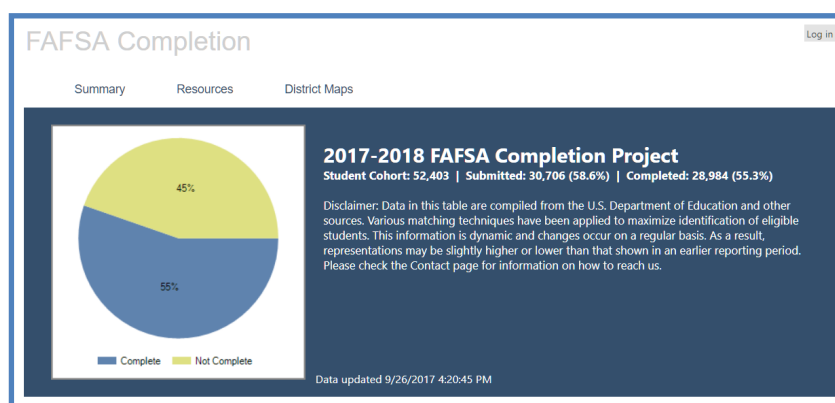 FAFSA Completion
Log in
Summary Resources District Maps
45%
55%
Complete Not Complete
2017-2018 FAFSA Completion Project
Student Cohort: 52,403 | Submitted: 30,706 (58.6%) | Completed: 28,984 (55.3%)
Disclaimer: Data in this table are compiled from the U.S. Department of Education and other
sources. Various matching techniques have been applied to maximize identification of eligible
students. This information is dynamic and changes occur on a regular basis. As a result,
representations may be slightly higher or lower than that shown in an earlier reporting period.
Please check the Contact page for information on how to reach us.
Data updated 9/26/2017 4:20:45 PM